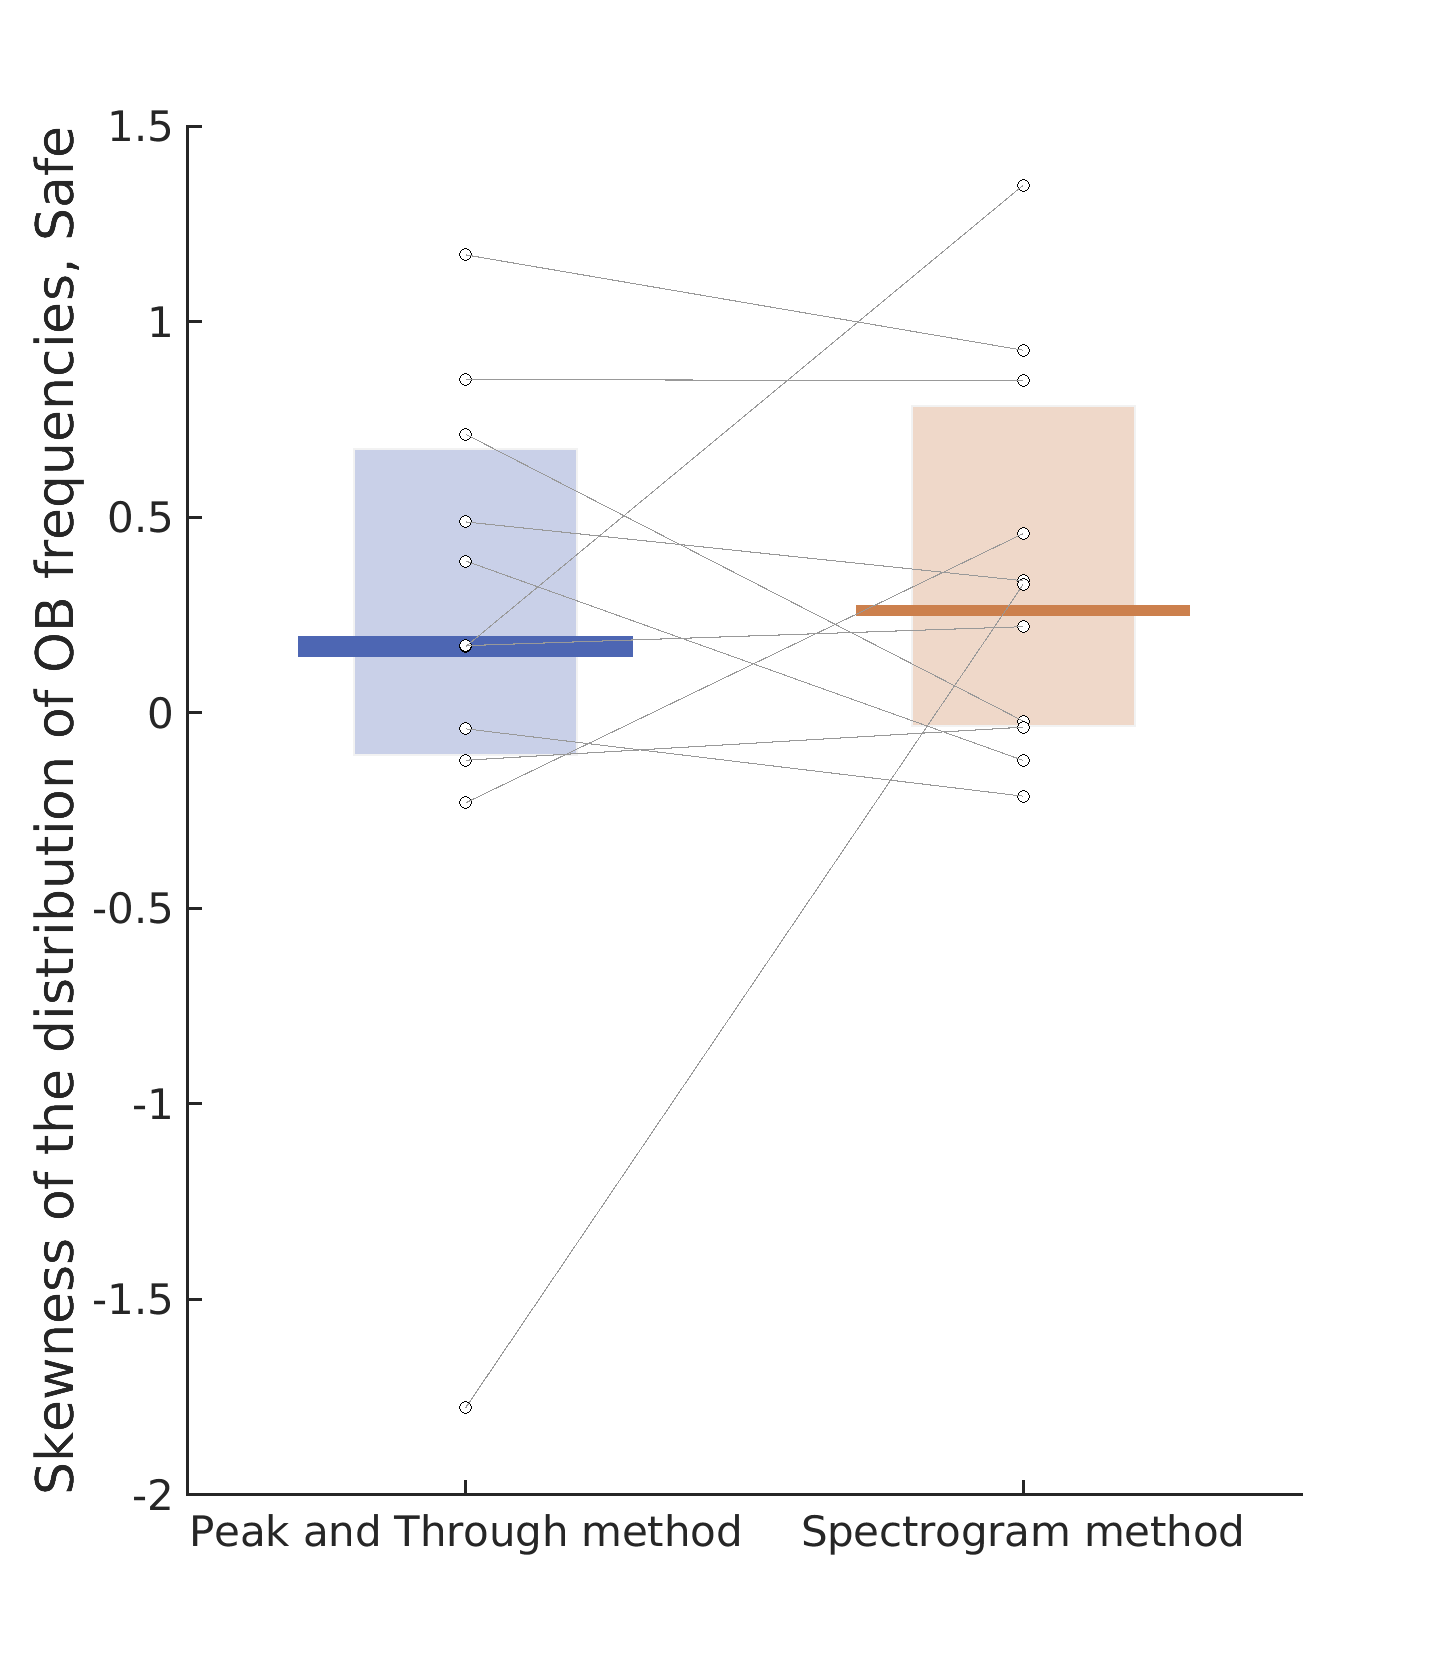 Skewness of the distribution of OB frequencies, Safe
1.5
1
0.5
0
-0.5
-1
-1.5
-2
Peak and Through method
Spectrogram method